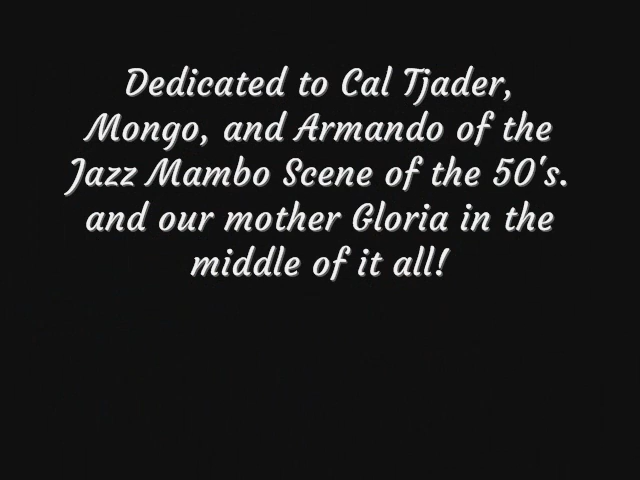 Dedicated to Cal Tjader,
Mongo, and Armando of the
Jazz Mambo Scene of the 50's.
and our mother Gloria in the
middle of it all!